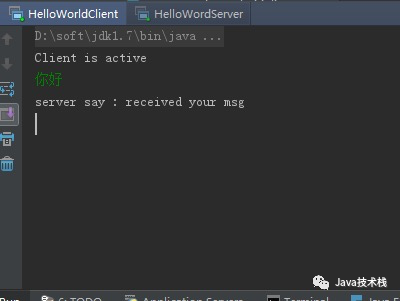 HelloWorldClient HelloWordServer
D:\soft\jdk1.7\bin\java ...
Client is active
你好
server say : received your msg
Java技术栈
Run 6: TODO Application Servers Terminal